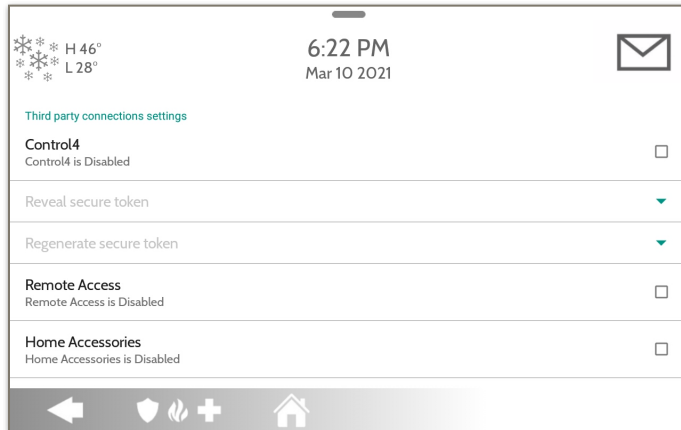 H 46°
L 28°
6:22 PM
Mar 10 2021
Third party connections settings
Control4
Control4 is Disabled
Reveal secure token
Regenerate secure token
Remote Access
Remote Access is Disabled
Home Accessories
Home Accessories is Disabled